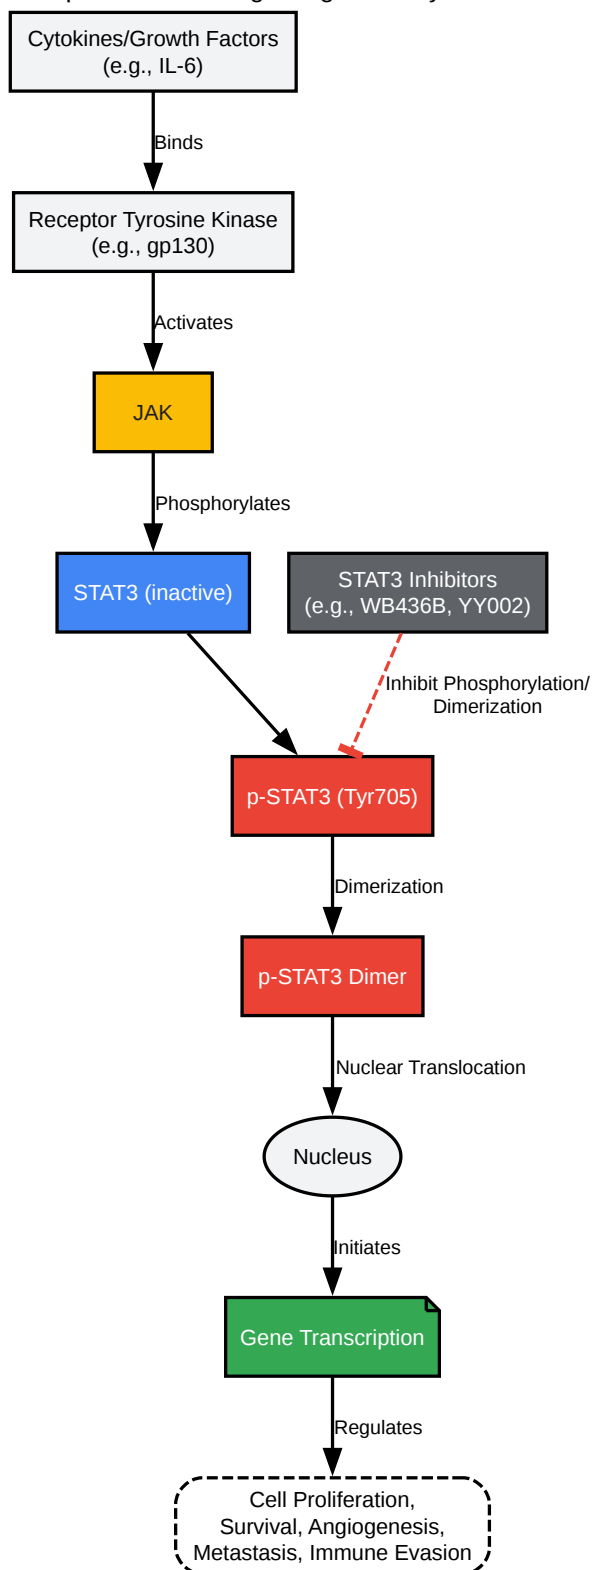 Cytokines/Growth Factors
(e.g., IL-6)
Binds
Receptor Tyrosine Kinase
(e.g., gp130)
Activates
JAK
Phosphorylates
STAT3 (inactive)
STAT3 Inhibitors
(e.g., WB436B, YY002)
Inhibit Phosphorylation/
Dimerization
p-STAT3 (Tyr705)
Dimerization
p-STAT3 Dimer
Nuclear Translocation
Nucleus
Initiates
Gene Transcription
Regulates
Cell Proliferation,
Survival, Angiogenesis,
Metastasis, Immune Evasion